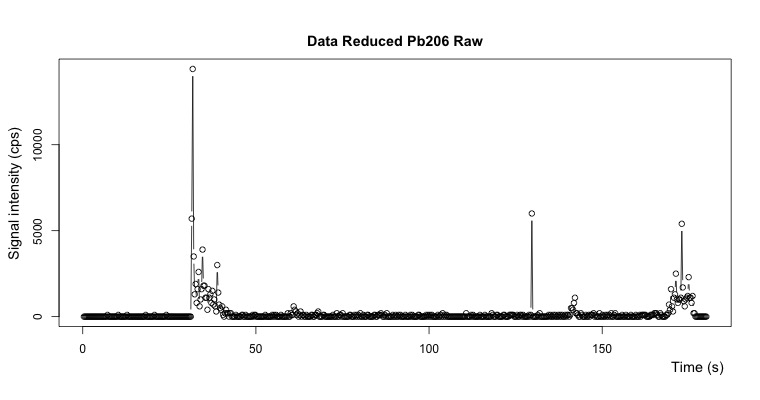 Data Reduced Pb206 Raw
Signal intensity (cps)
10000
5000
0
0 50 100 150
Time (s)